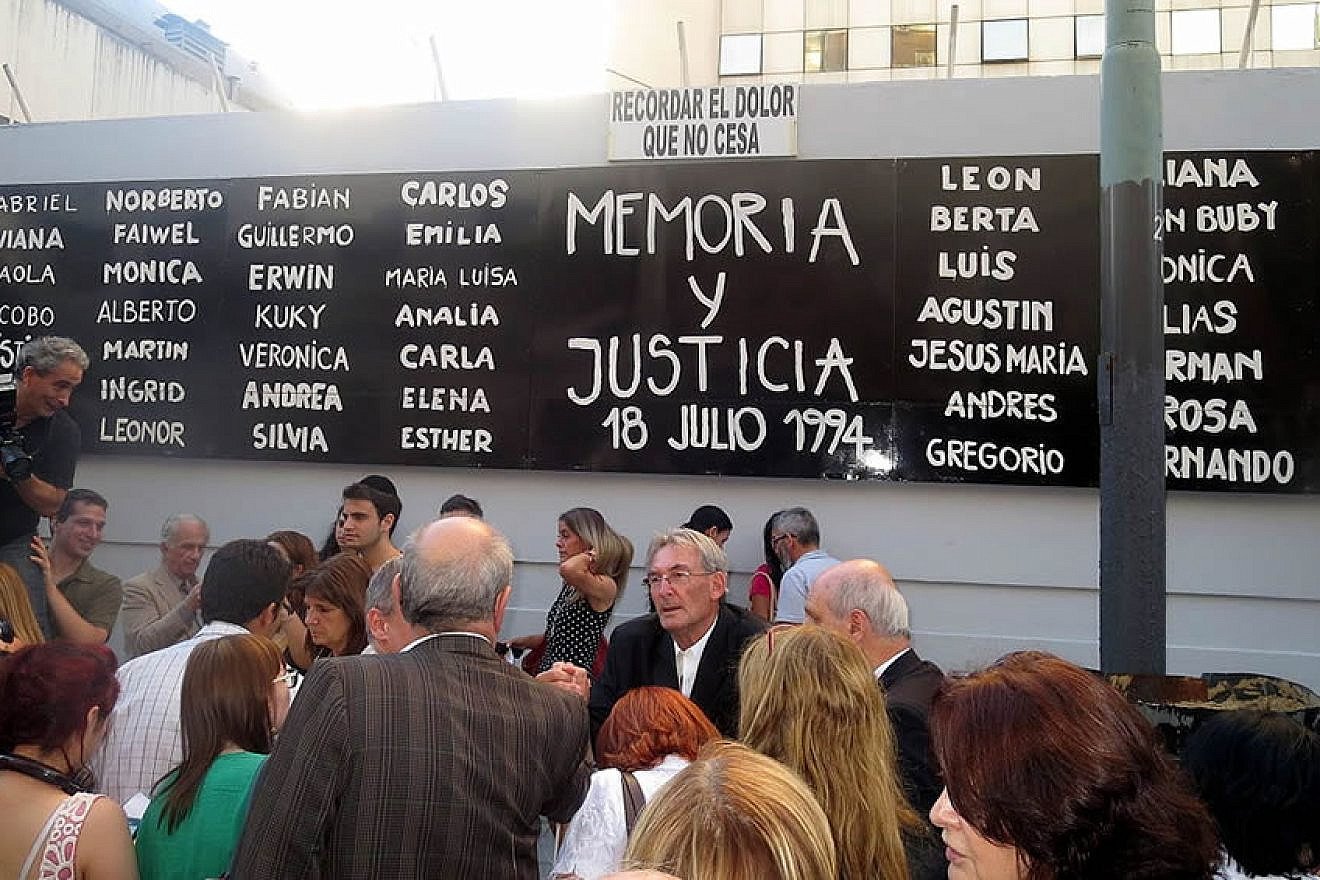 RECORDAR EL DOLOR
QUE NO CESA
NORBERTO
FAIWEL
MONICA
ALBERTO
MARTIN
INGRID
LEONOR
FABIAN
GUILLERMO
ERWIN
KUKY
VERONICA
ANDREA
SILVIA
CARLOS
EMILIA
MARIA LUISA
ANALIA
CARLA
ELENA
ESTHER
MEMORIA
Y
JUSTICIA
18 JULIO 1994
LEON
BERTA
LUIS
AGUSTIN
JESUS MARIA
ANDRES
GREGORIO
BUBY
ROSA